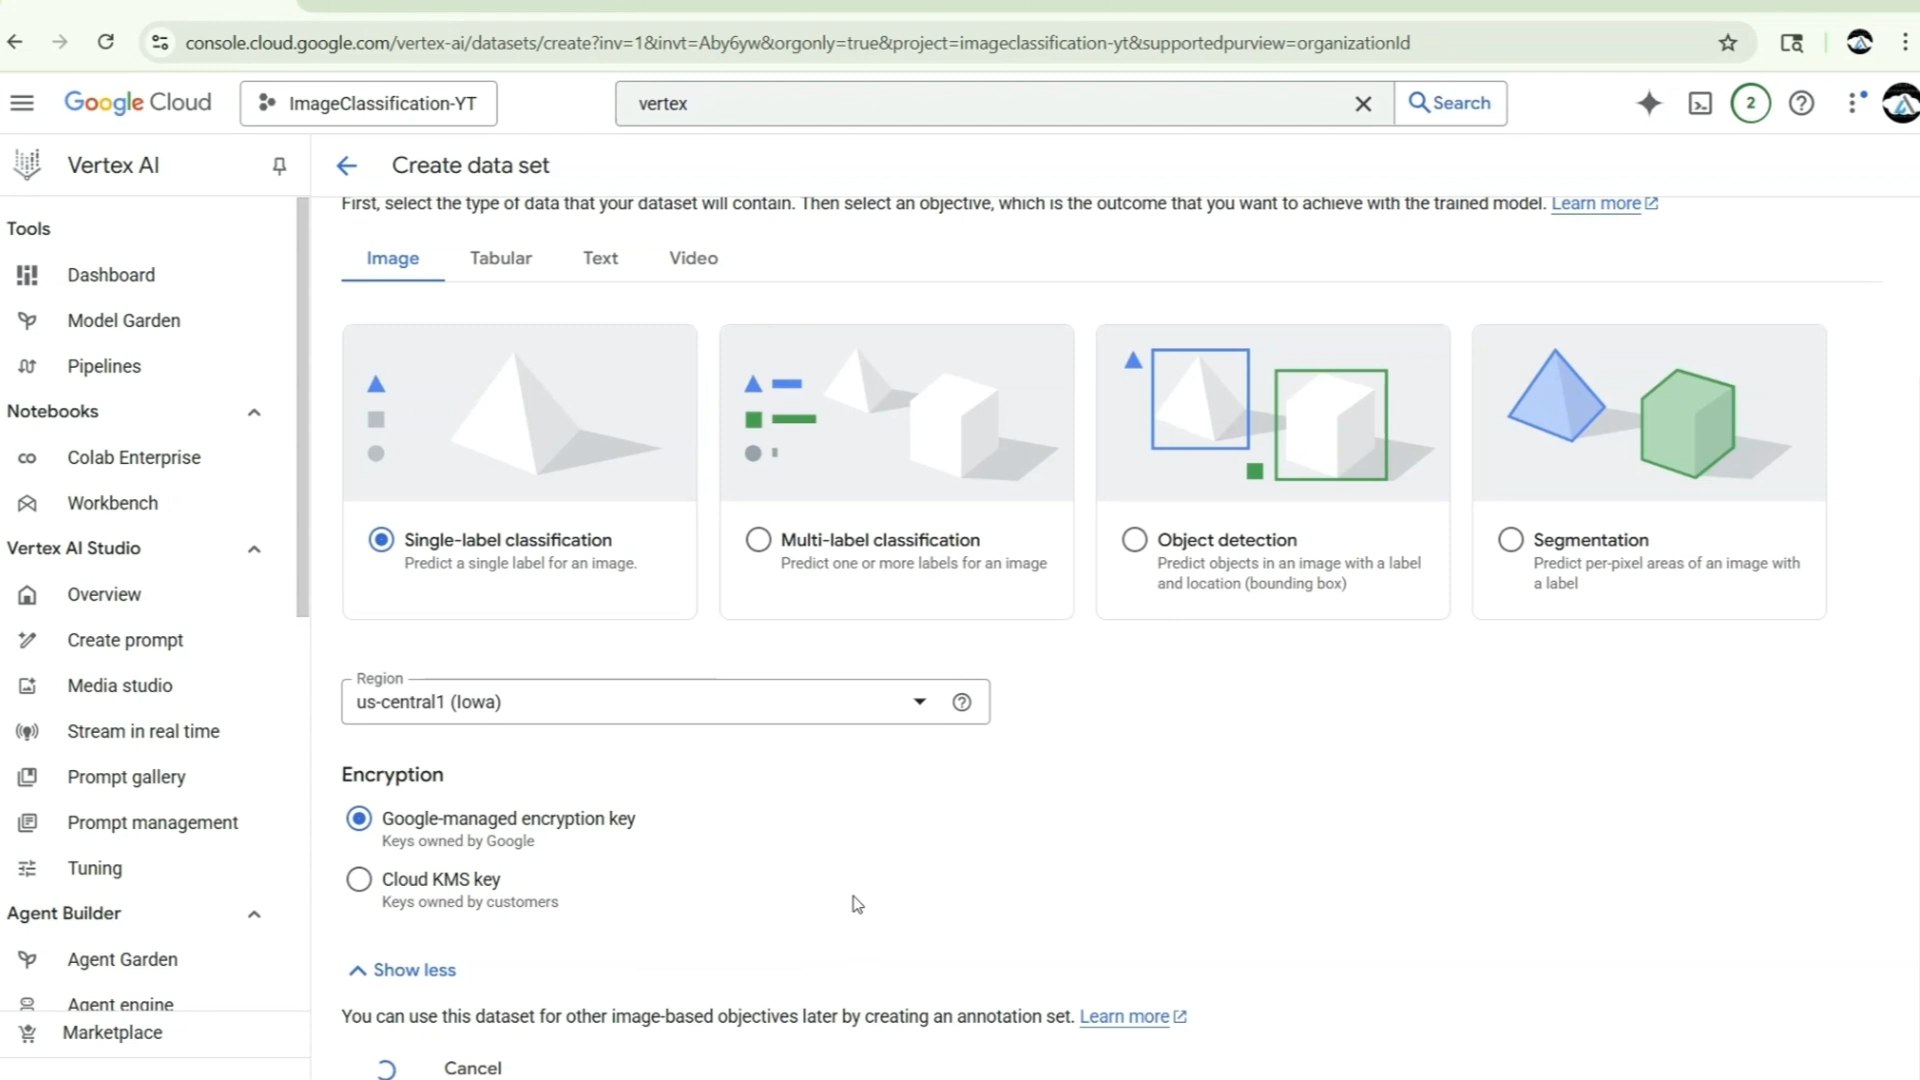 console.cloud.google.com/vertex-ai/datasets/create?inv=1&invt=Aby6yw&orgonly=true&project=imageclassification-yt&supportedpurview=organizationId
Google Cloud
ImageClassification-YT
vertex
Search
2
Vertex AI
Create data set
First, select the type of data that your dataset will contain. Then select an objective, which is the outcome that you want to achieve with the trained model. Learn more
Tools
Dashboard
Model Garden
Pipelines
Notebooks
Colab Enterprise
Workbench
Vertex AI Studio
Overview
Create prompt
Media studio
Stream in real time
Prompt gallery
Prompt management
Tuning
Agent Builder
Agent Garden
Agent engine
Marketplace
Image
Tabular
Text
Video
Single-label classification
Predict a single label for an image.
Multi-label classification
Predict one or more labels for an image
Object detection
Predict objects in an image with a label
and location (bounding box)
Segmentation
Predict per-pixel areas of an image with
a label
Region
us-central1 (Iowa)
Encryption
Google-managed encryption key
Keys owned by Google
Cloud KMS key
Keys owned by customers
Show less
You can use this dataset for other image-based objectives later by creating an annotation set. Learn more
Cancel